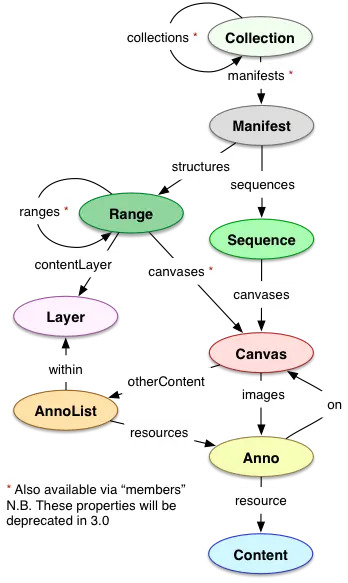 Collection
collections *
manifests *
Manifest
structures
sequences
ranges *
Range
Sequence
contentLayer
canvases *
canvases
Layer
Canvas
within
otherContent
images
on
AnnoList
resources
Anno
* Also available via “members”
N.B. These properties will be
deprecated in 3.0
resource
Content